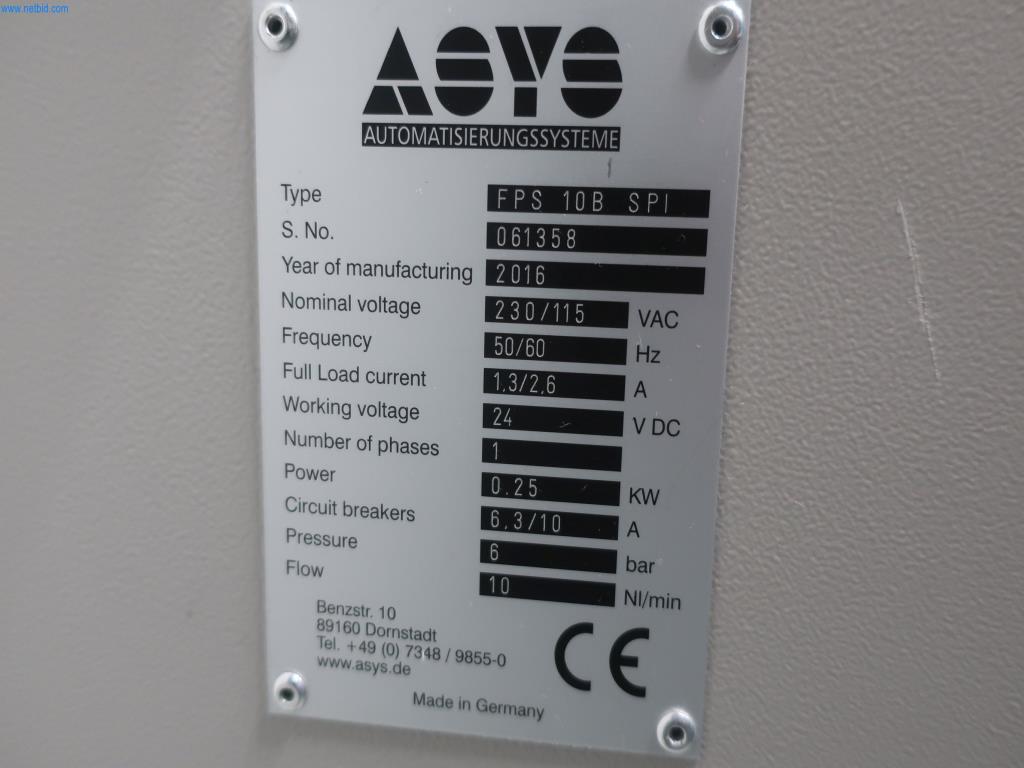 www.netbid.com
ASYS
AUTOMATISIERUNGSSYSTEME
Type FPS 10B SPI
S. No. 061358
Year of manufacturing 2016
Nominal voltage 230/115 VAC
Frequency 50/60 Hz
Full Load current 1,3/2,6 A
Working voltage 24 V DC
Number of phases 1
Power 0.25 KW
Circuit breakers 6,3/10 A
Pressure 6 bar
Flow 10 Nl/min
Benzstr. 10
89160 Dornstadt
Tel. +49 (0) 7348 / 9855-0
www.asys.de
CE
Made in Germany